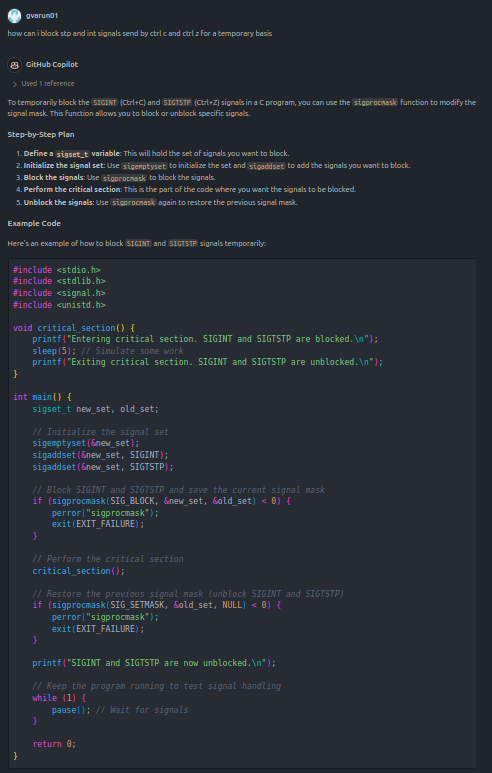 gvarun01
how can i block stp and int signals send by ctrl c and ctrl z for a temporary basis
GitHub Copilot
Used 1 reference
To temporarily block the SIGINT (Ctrl+C) and SIGTSTP (Ctrl+Z) signals in a C program, you can use the sigprocmask function to modify the
signal mask. This function allows you to block or unblock specific signals.
Step-by-Step Plan
1. Define a sigset_t variable: This will hold the set of signals you want to block.
2. Initialize the signal set: Use sigemptyset to initialize the set and sigaddset to add the signals you want to block.
3. Block the signals: Use sigprocmask to block the signals.
4. Perform the critical section: This is the part of the code where you want the signals to be blocked.
5. Unblock the signals: Use sigprocmask again to restore the previous signal mask.
Example Code
Here's an example of how to block SIGINT and SIGTSTP signals temporarily:
#include <stdio.h>
#include <stdlib.h>
#include <signal.h>
#include <unistd.h>
void critical_section() {
    printf("Entering critical section. SIGINT and SIGTSTP are blocked.\n");
    sleep(5); // Simulate some work
    printf("Exiting critical section. SIGINT and SIGTSTP are unblocked.\n");
}
int main() {
    sigset_t new_set, old_set;
    // Initialize the signal set
    sigemptyset(&new_set);
    sigaddset(&new_set, SIGINT);
    sigaddset(&new_set, SIGTSTP);
    // Block SIGINT and SIGTSTP and save the current signal mask
    if (sigprocmask(SIG_BLOCK, &new_set, &old_set) < 0) {
        perror("sigprocmask");
        exit(EXIT_FAILURE);
    }
    // Perform the critical section
    critical_section();
    // Restore the previous signal mask (unblock SIGINT and SIGTSTP)
    if (sigprocmask(SIG_SETMASK, &old_set, NULL) < 0) {
        perror("sigprocmask");
        exit(EXIT_FAILURE);
    }
    printf("SIGINT and SIGTSTP are now unblocked.\n");
    // Keep the program running to test signal handling
    while (1) {
        pause(); // Wait for signals
    }
    return 0;
}